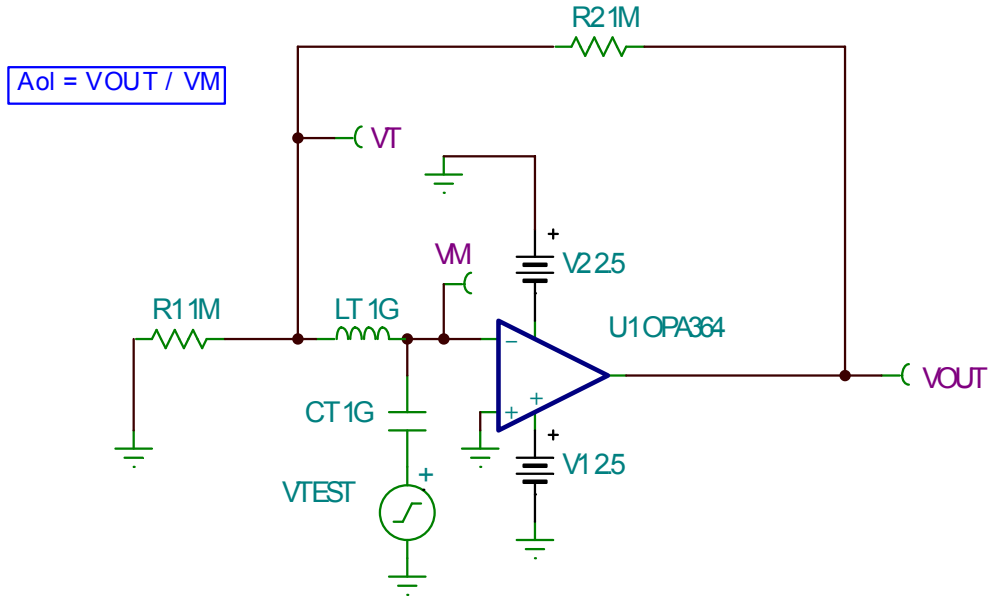 R2 1M
Aol = VOUT / VM
VT
VM
+
V2 2.5
R1 1M
LT 1G
U1 OPA364
−
+
+
VOUT
CT 1G
+
V1 2.5
VTEST
+